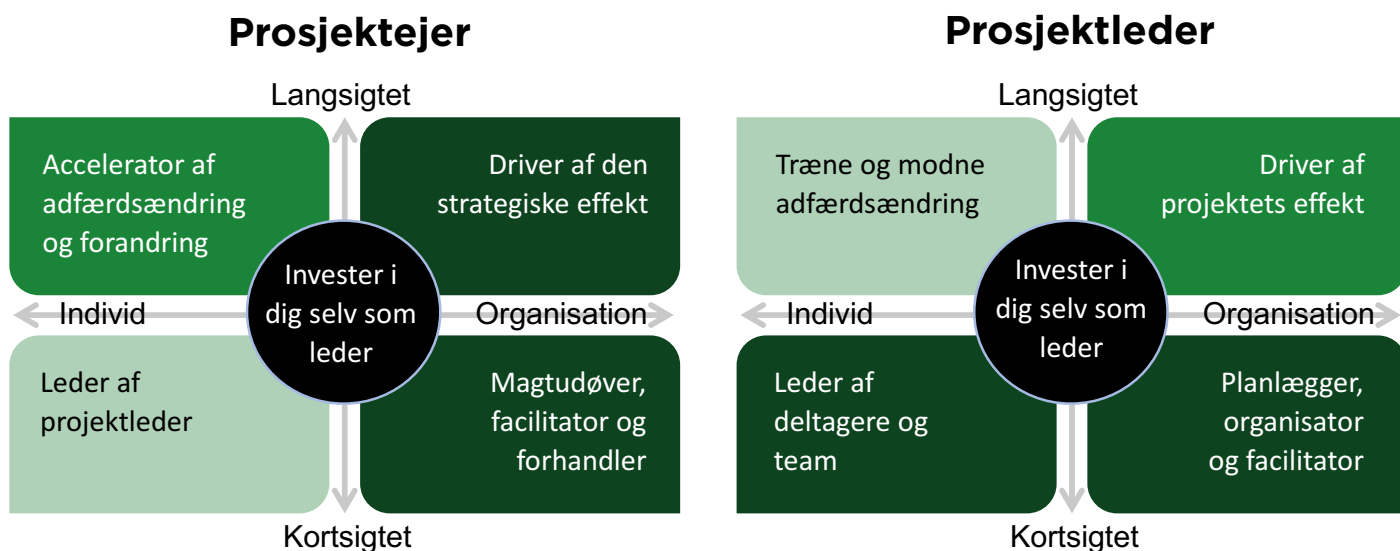 Prosjektejer
Langsigtet
Accelerator af
adfærdsændring
og forandring
Driver af den
strategiske effekt
Invester i
dig selv som
leder
Individ
Organisation
Leder af
projektleder
Magtudøver,
facilitator og
forhandler
Kortsigtet
Prosjektleder
Langsigtet
Træne og modne
adfærdsændring
Driver af
projektets effekt
Invester i
dig selv som
leder
Individ
Organisation
Leder af
deltagere og
team
Planlægger,
organisator
og facilitator
Kortsigtet